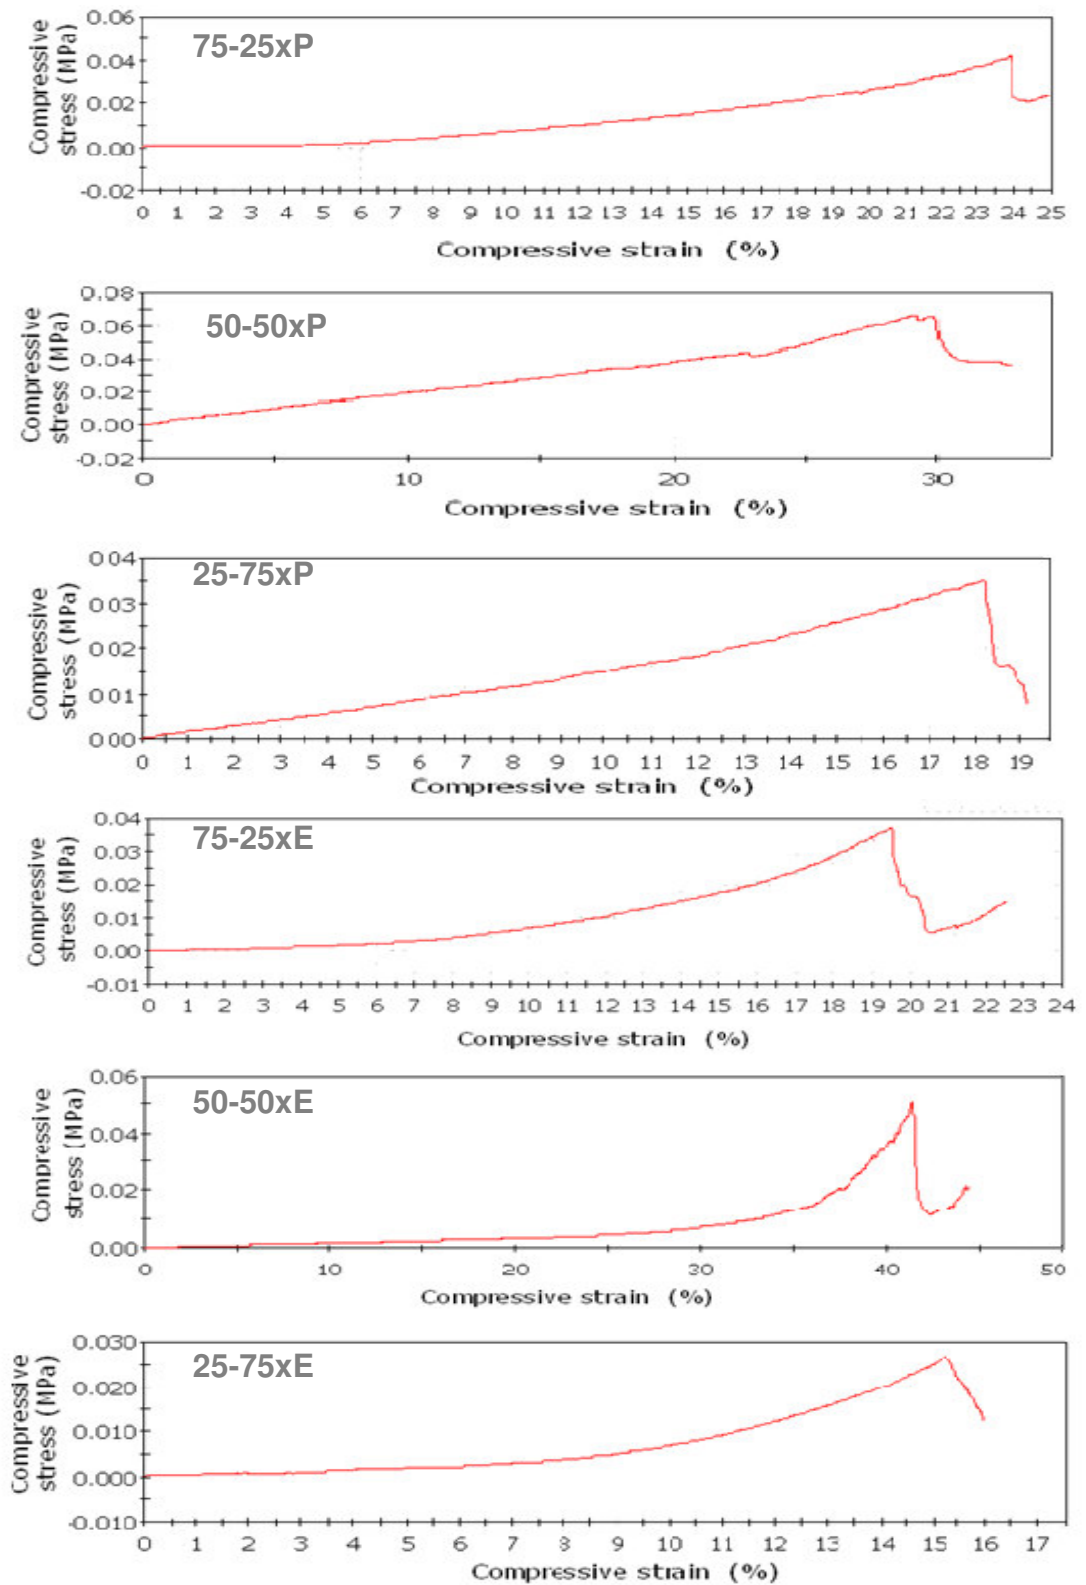 75-25xP
Compressive
stress (MPa)
0.06
0.04
0.02
0.00
-0.02
0 1 2 3 4 5 6 7 8 9 10 11 12 13 14 15 16 17 18 19 20 21 22 23 24 25
Compressive strain (%)
50-50xP
Compressive
stress (MPa)
0.08
0.06
0.04
0.02
0.00
-0.02
0 10 20 30
Compressive strain (%)
25-75xP
Compressive
stress (MPa)
0 04
0 03
0 02
0 01
0 00
0 1 2 3 4 5 6 7 8 9 10 11 12 13 14 15 16 17 18 19
Compressive strain (%)
75-25xE
Compressive
stress (MPa)
0.04
0.03
0.02
0.01
0.00
-0.01
0 1 2 3 4 5 6 7 8 9 10 11 12 13 14 15 16 17 18 19 20 21 22 23 24
Compressive strain (%)
50-50xE
Compressive
stress (MPa)
0.06
0.04
0.02
0.00
0 10 20 30 40 50
Compressive strain (%)
25-75xE
Compressive
stress (MPa)
0.030
0.020
0.010
0.000
-0.010
0 1 2 3 4 5 6 7 8 9 10 11 12 13 14 15 16 17
Compressive strain (%)